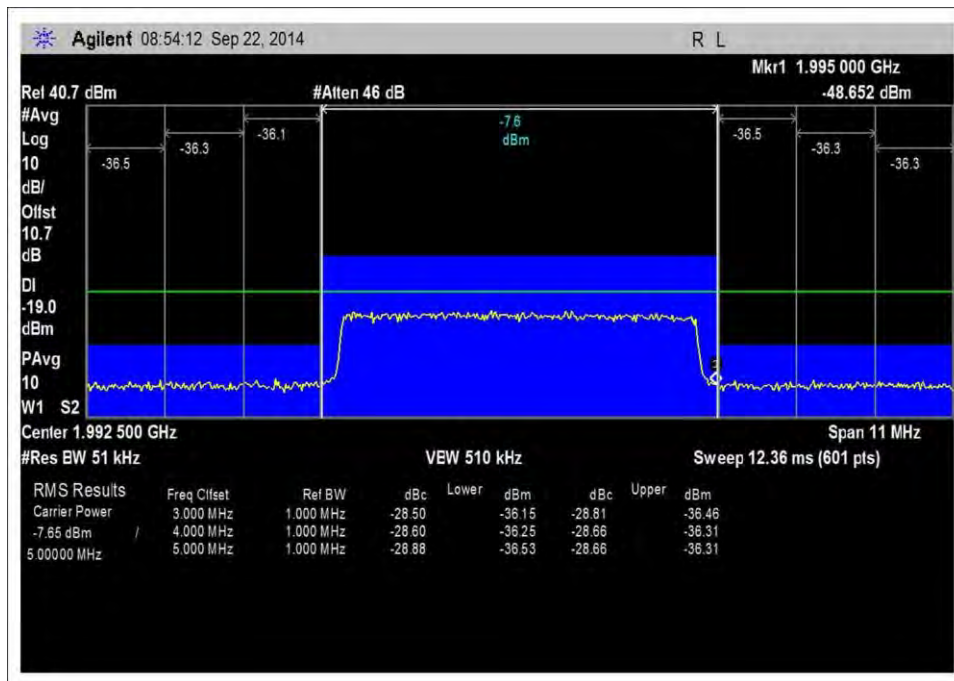 Agilent 08:54:12 Sep 22, 2014 R L
Mkr1 1.995 000 GHz
Ref 40.7 dBm #Atten 46 dB -48.652 dBm
#Avg
Log
10
dB/
Offst
10.7
dB
DI
-19.0
dBm
PAvg
10
W1 S2
-36.5 -36.3 -36.1 -7.6 dBm -36.5 -36.3 -36.3
Center 1.992 500 GHz Span 11 MHz
#Res BW 51 kHz VBW 510 kHz Sweep 12.36 ms (601 pts)
RMS Results Freq Offset Ref BW dBc Lower dBm dBc Upper dBm
Carrier Power 3.000 MHz 1.000 MHz -28.50 -36.15 -28.81 -36.46
-7.65 dBm / 4.000 MHz 1.000 MHz -28.60 -36.25 -28.66 -36.31
5.00000 MHz 5.000 MHz 1.000 MHz -28.88 -36.53 -28.66 -36.31